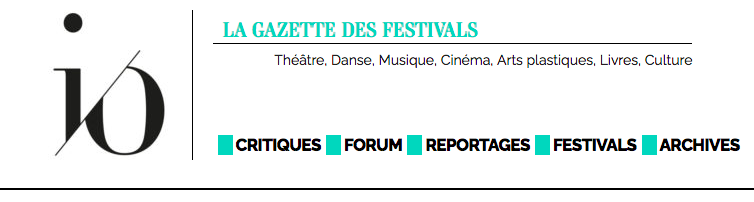 io
LA GAZETTE DES FESTIVALS
Théâtre, Danse, Musique, Cinéma, Arts plastiques, Livres, Culture
CRITIQUES FORUM REPORTAGES FESTIVALS ARCHIVES